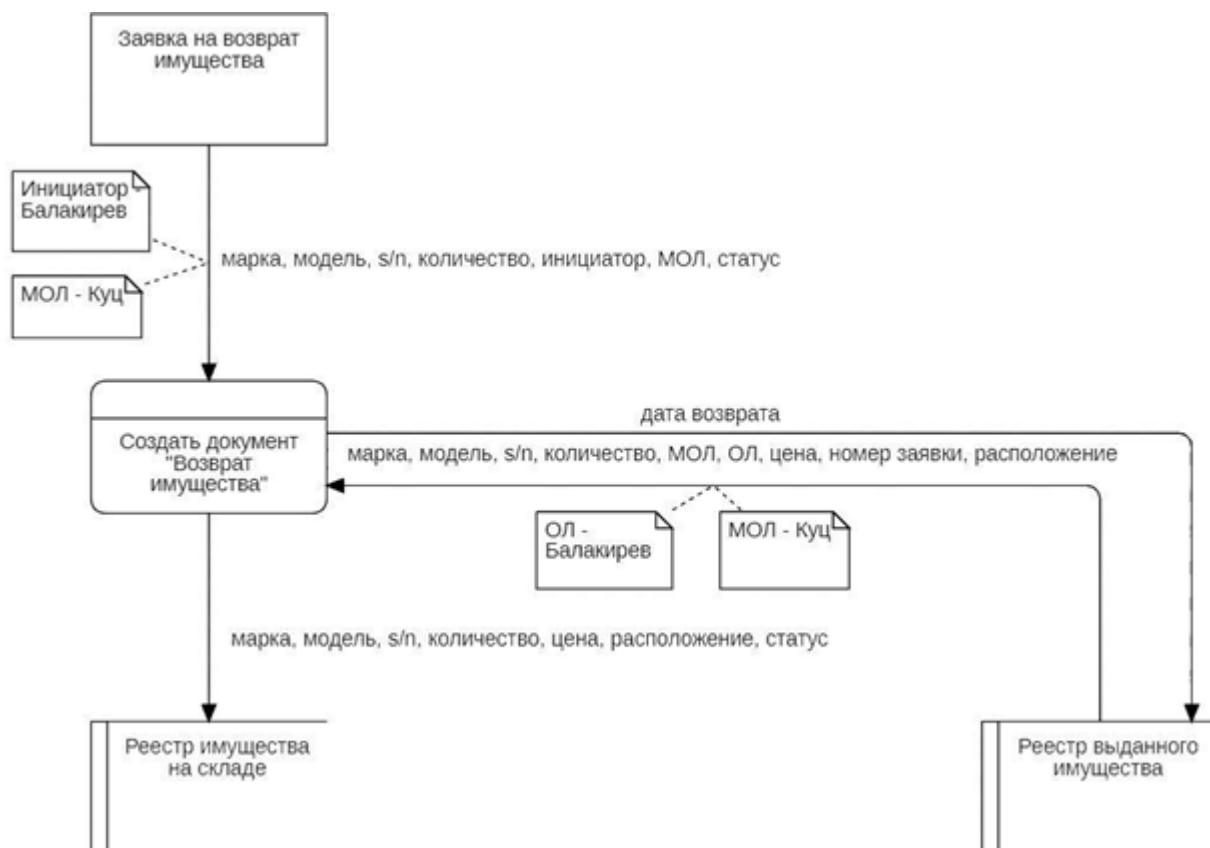 Заявка на возврат
имущества
Инициатор -
Балакирев
марка, модель, s/n, количество, инициатор, МОЛ, статус
МОЛ - Куц
дата возврата
Создать документ
"Возврат
имущества"
марка, модель, s/n, количество, МОЛ, ОЛ, цена, номер заявки, расположение
ОЛ -
Балакирев
МОЛ - Куц
марка, модель, s/n, количество, цена, расположение, статус
Реестр имущества
на складе
Реестр выданного
имущества